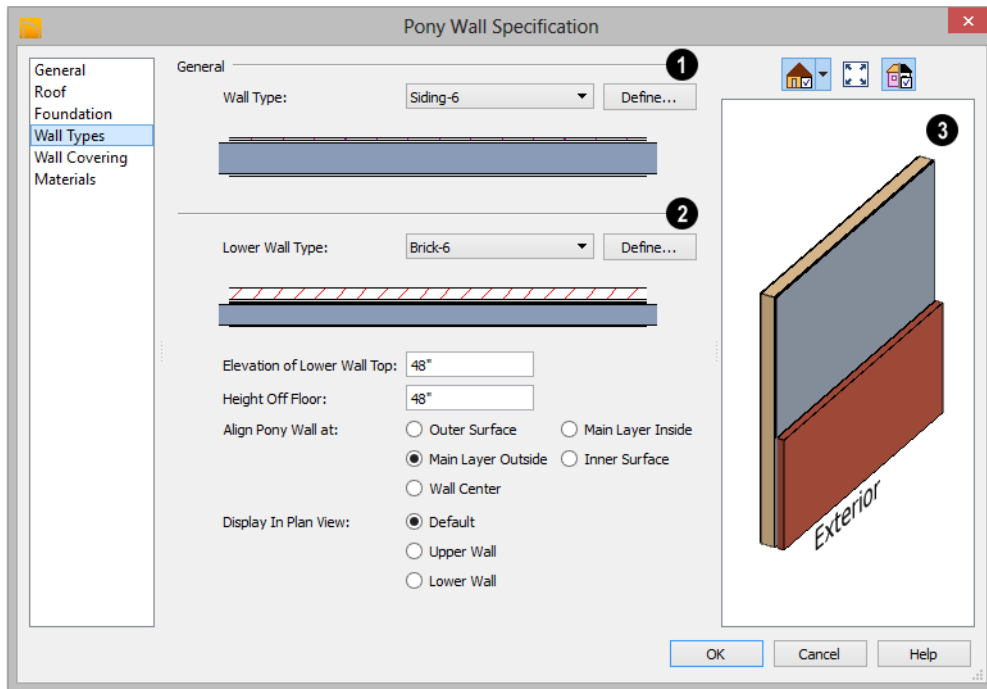 Pony Wall Specification
×
General
Roof
Foundation
Wall Types
Wall Covering
Materials
General
1
Wall Type:
Siding-6
Define...
2
Lower Wall Type:
Brick-6
Define...
Elevation of Lower Wall Top:
48"
Height Off Floor:
48"
Align Pony Wall at:
Outer Surface
Main Layer Inside
Main Layer Outside
Inner Surface
Wall Center
Display In Plan View:
Default
Upper Wall
Lower Wall
3
Exterior
OK
Cancel
Help